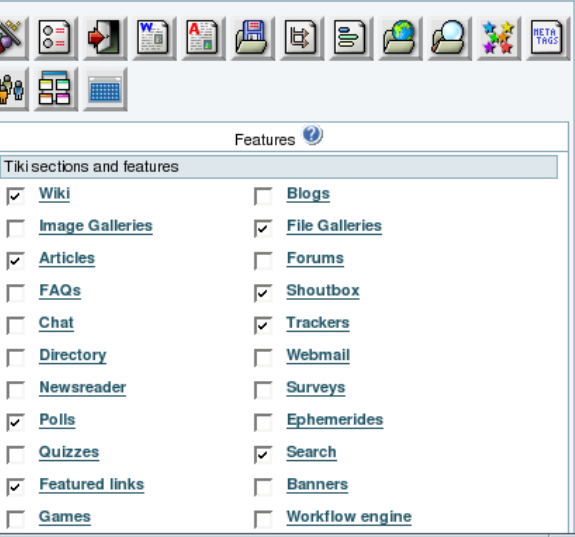 W
A
META
TAGS
Features ?
Tiki sections and features
Wiki Blogs
Image Galleries File Galleries
Articles Forums
FAQs Shoutbox
Chat Trackers
Directory Webmail
Newsreader Surveys
Polls Ephemerides
Quizzes Search
Featured links Banners
Games Workflow engine